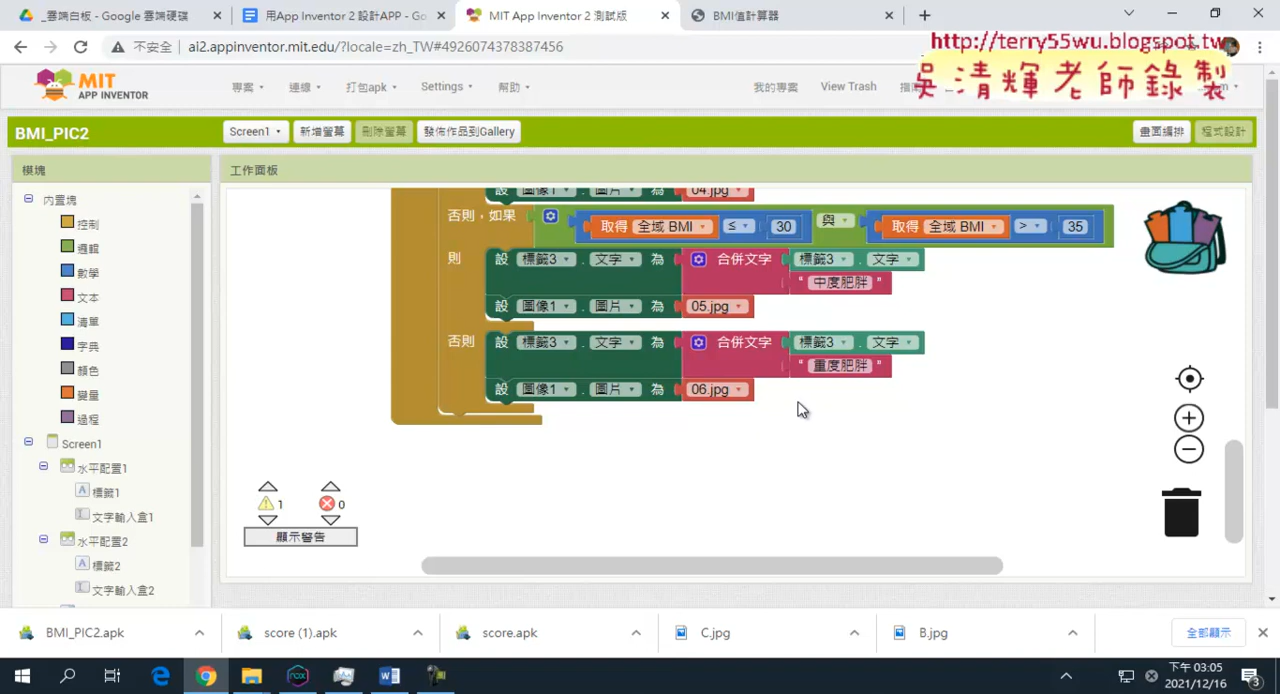 _雲端白板 - Google 雲端硬碟
用App Inventor 2 設計APP - Go
MIT App Inventor 2 測試版
BMI值計算器
不安全 ai2.appinventor.mit.edu/?locale=zh_TW#4926074387387456
http://terry55wu.blogspot.tw
吳清輝老師錄製
MIT
APP INVENTOR
專案
連線
打包apk
Settings
幫助
我的專案
View Trash
BMI_PIC2
Screen1
新增螢幕
刪除螢幕
發佈作品到Gallery
畫面編排
程式設計
模塊
工作面板
內置塊
控制
邏輯
數學
文本
清單
字典
顏色
變量
過程
Screen1
水平配置1
標籤1
文字輸入盒1
水平配置2
標籤2
文字輸入盒2
設 圖像1 . 圖片 為 04.jpg
否則,如果 取得 全域 BMI ≤ 30 與 取得 全域 BMI > 35
則 設 標籤3 . 文字 為 合併文字 標籤3 . 文字
" 中度肥胖 "
設 圖像1 . 圖片 為 05.jpg
否則 設 標籤3 . 文字 為 合併文字 標籤3 . 文字
" 重度肥胖 "
設 圖像1 . 圖片 為 06.jpg
1 0
顯示警告
BMI_PIC2.apk
score (1).apk
score.apk
C.jpg
B.jpg
全部顯示
下午 03:05
2021/12/16
3